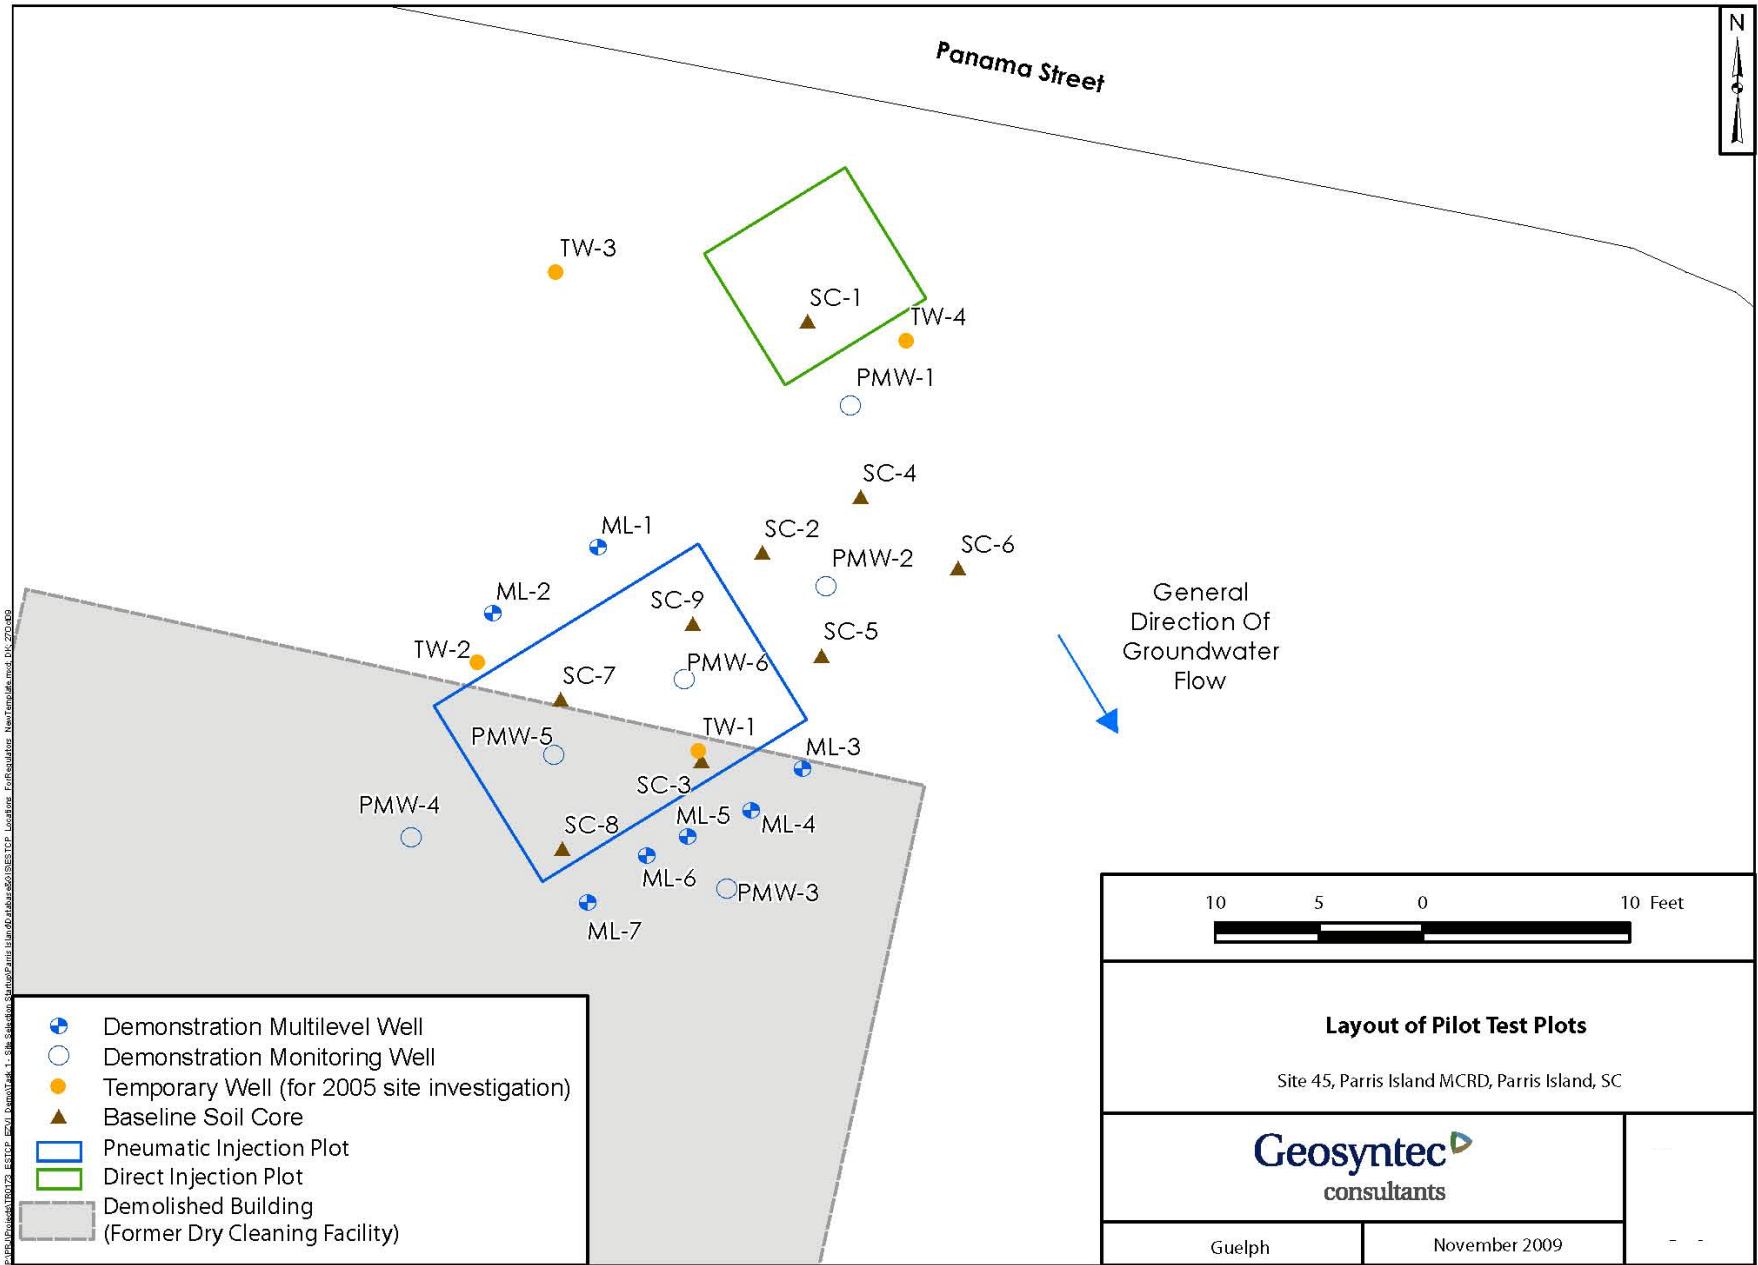 Panama Street
N
TW-3
SC-1
TW-4
PMW-1
SC-4
ML-1
SC-2
SC-6
PMW-2
ML-2
SC-9
SC-5
TW-2
PMW-6
SC-7
General
Direction Of
Groundwater
Flow
PMW-5
TW-1
ML-3
SC-3
PMW-4
ML-5
ML-4
SC-8
ML-6
PMW-3
ML-7
10 5 0 10 Feet
Layout of Pilot Test Plots
Site 45, Parris Island MCRD, Parris Island, SC
Geosyntec
consultants
Guelph
November 2009
Demonstration Multilevel Well
Demonstration Monitoring Well
Temporary Well (for 2005 site investigation)
Baseline Soil Core
Pneumatic Injection Plot
Direct Injection Plot
Demolished Building
(Former Dry Cleaning Facility)